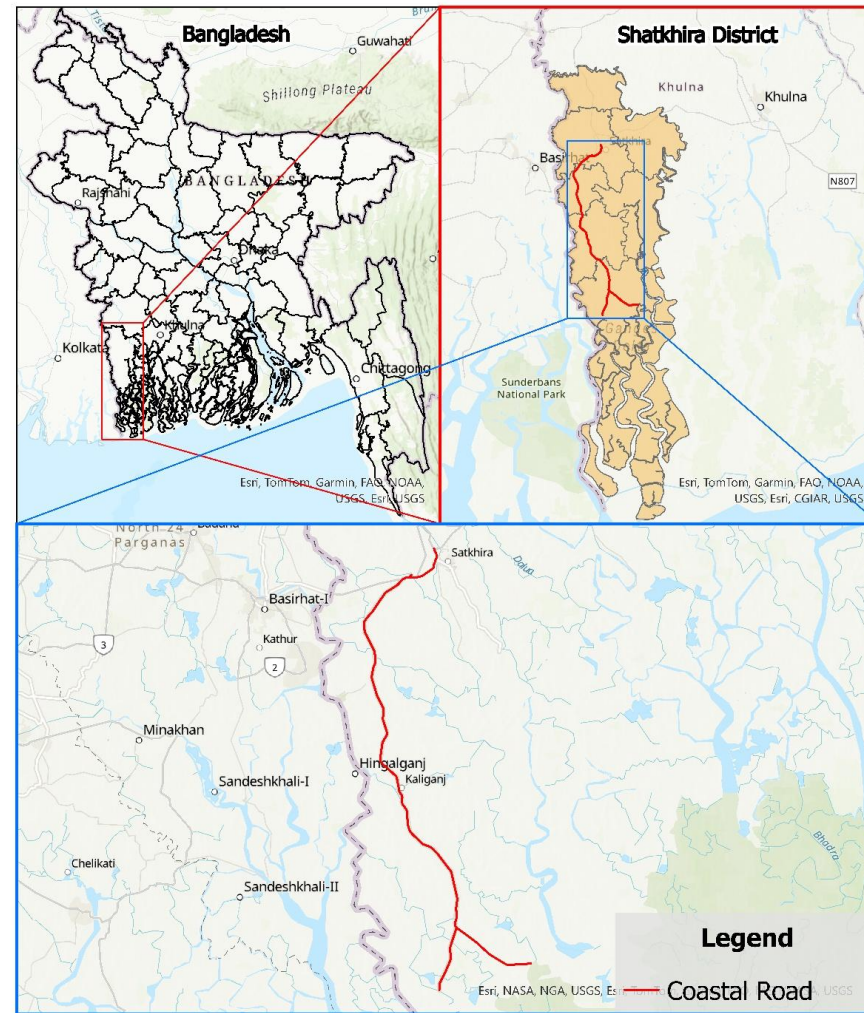 Bangladesh
Guwahati
Shillong Plateau
BANGLADESH
Rajshahi
Dhaka
Khulna
Kolkata
Chittagong
Esri, TomTom, Garmin, FAO, NOAA,
USGS, Esri, USGS
Shatkhira District
Khulna
Khulna
Satkhira
Basirhat
N807
Sunderbans
National Park
Esri, TomTom, Garmin, FAO, NOAA,
USGS, Esri, CGIAR, USGS
North 24
Parganas
Satkhira
Dalua
Basirhat-I
Kathur
3
2
Minakhan
Hingalganj
Kaliganj
Sandeshkhali-I
Chelikati
Sandeshkhali-II
Bhadra
Legend
Coastal Road
Esri, NASA, NGA, USGS,